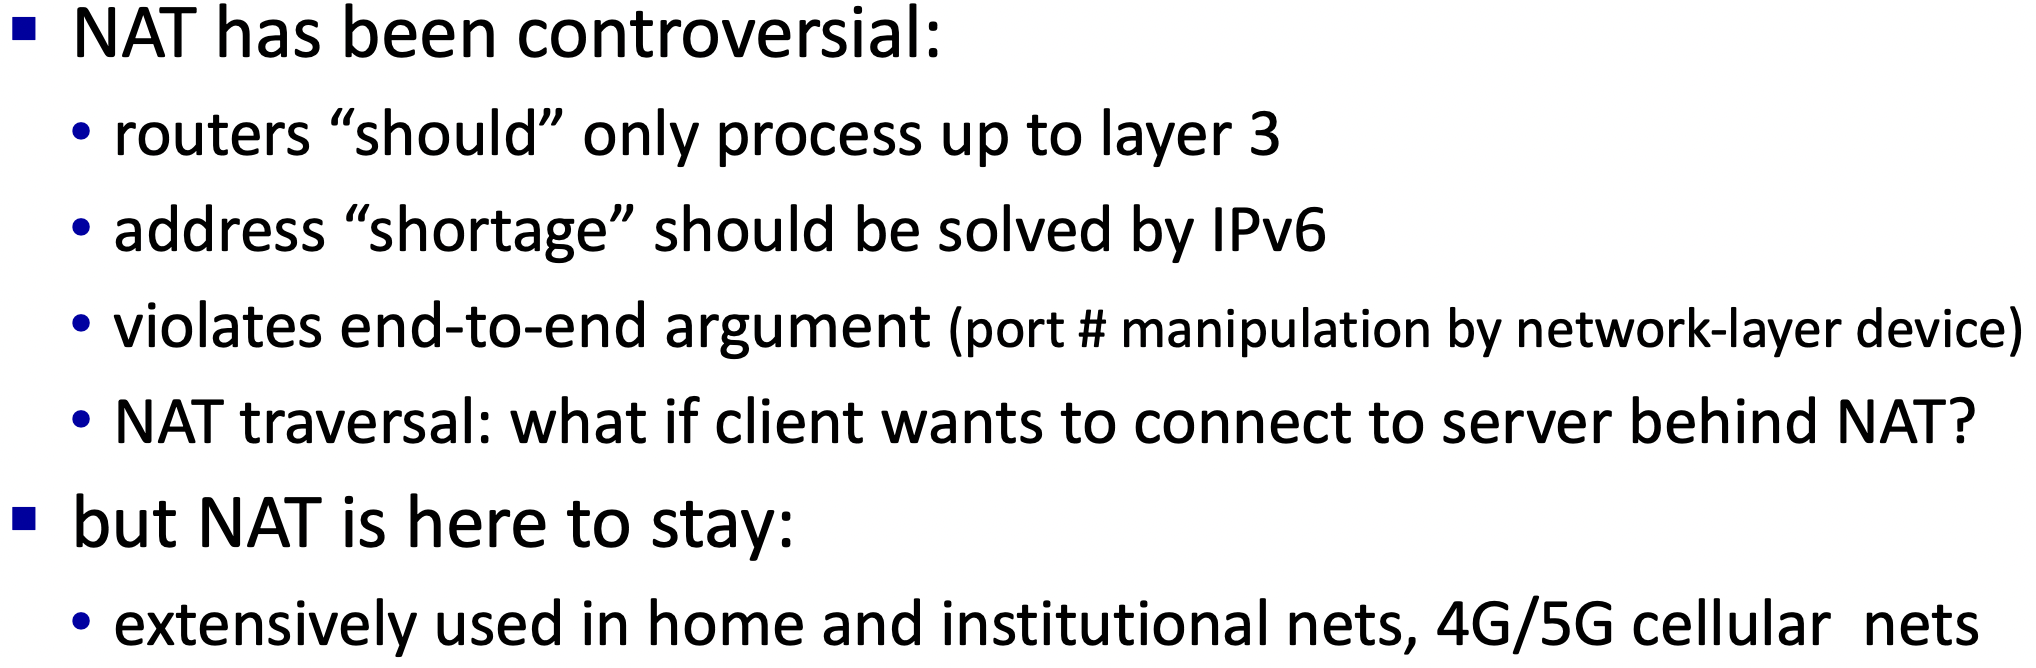 ▪ NAT has been controversial:
• routers “should” only process up to layer 3
• address “shortage” should be solved by IPv6
• violates end-to-end argument (port # manipulation by network-layer device)
• NAT traversal: what if client wants to connect to server behind NAT?
▪ but NAT is here to stay:
• extensively used in home and institutional nets, 4G/5G cellular  nets